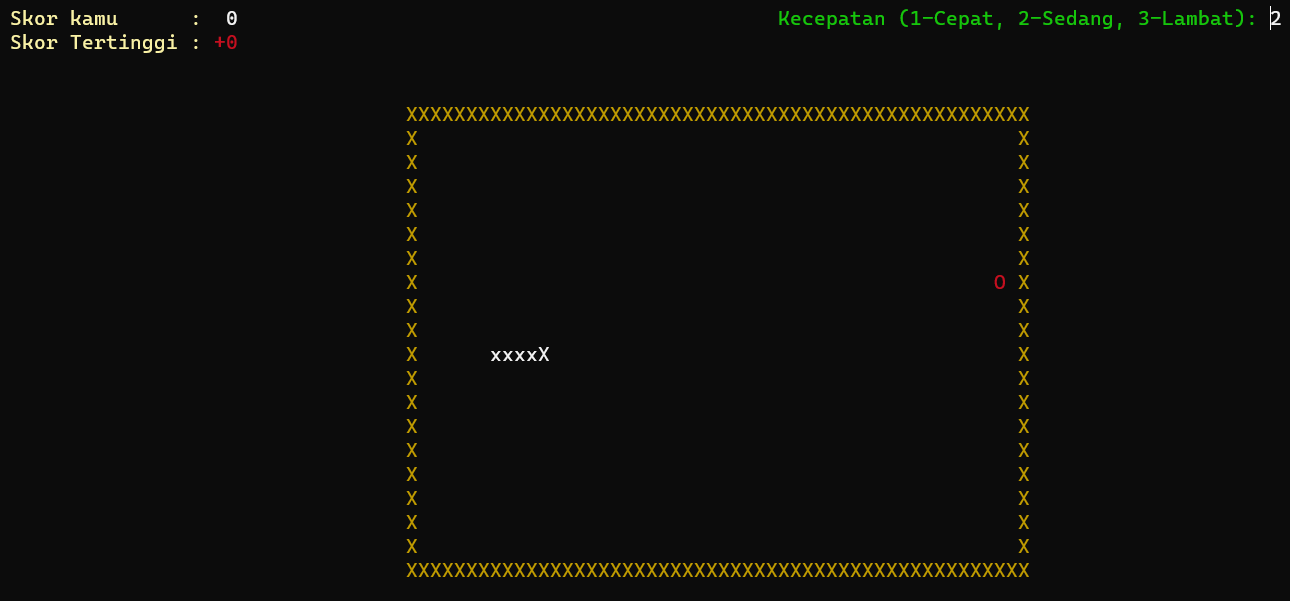 Skor kamu      :  0 Kecepatan (1-Cepat, 2-Sedang, 3-Lambat): 2
Skor Tertinggi : +0
XXXXXXXXXXXXXXXXXXXXXXXXXXXXXXXXXXXXXXXXXXXXXXXXXXXX
X                                                  X
X                                                  X
X                                                  X
X                                                  X
X                                                  X
X                                                  X
X                                                O X
X                                                  X
X                                                  X
X      xxxxX                                       X
X                                                  X
X                                                  X
X                                                  X
X                                                  X
X                                                  X
X                                                  X
X                                                  X
X                                                  X
XXXXXXXXXXXXXXXXXXXXXXXXXXXXXXXXXXXXXXXXXXXXXXXXXXXX